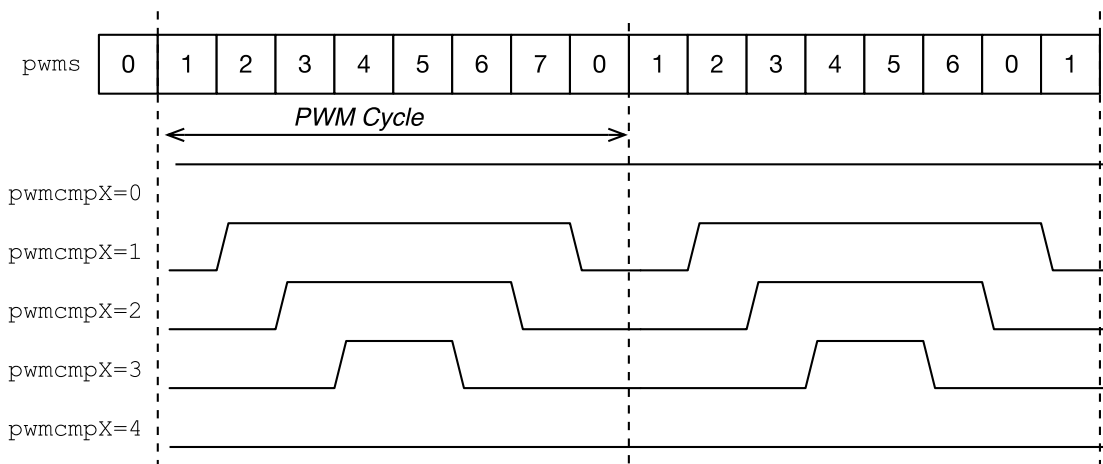 pwms 0 1 2 3 4 5 6 7 0 1 2 3 4 5 6 0 1
PWM Cycle
pwmcmpX=0
pwmcmpX=1
pwmcmpX=2
pwmcmpX=3
pwmcmpX=4